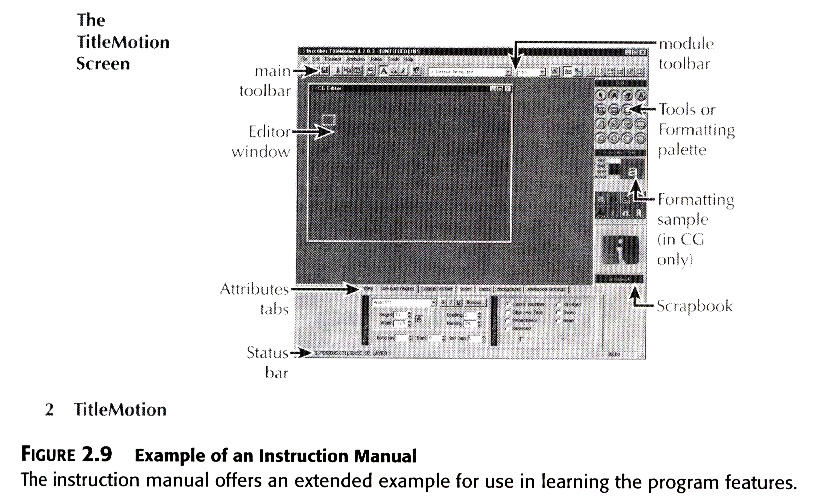 The
TitleMotion
Screen
main
toolbar
Editor
window
Attributes
tabs
Status
bar
module
toolbar
Tools or
Formatting
palette
Formatting
sample
(in CG
only)
Scrapbook
CG Editor
2 TitleMotion
FIGURE 2.9 Example of an Instruction Manual
The instruction manual offers an extended example for use in learning the program features.